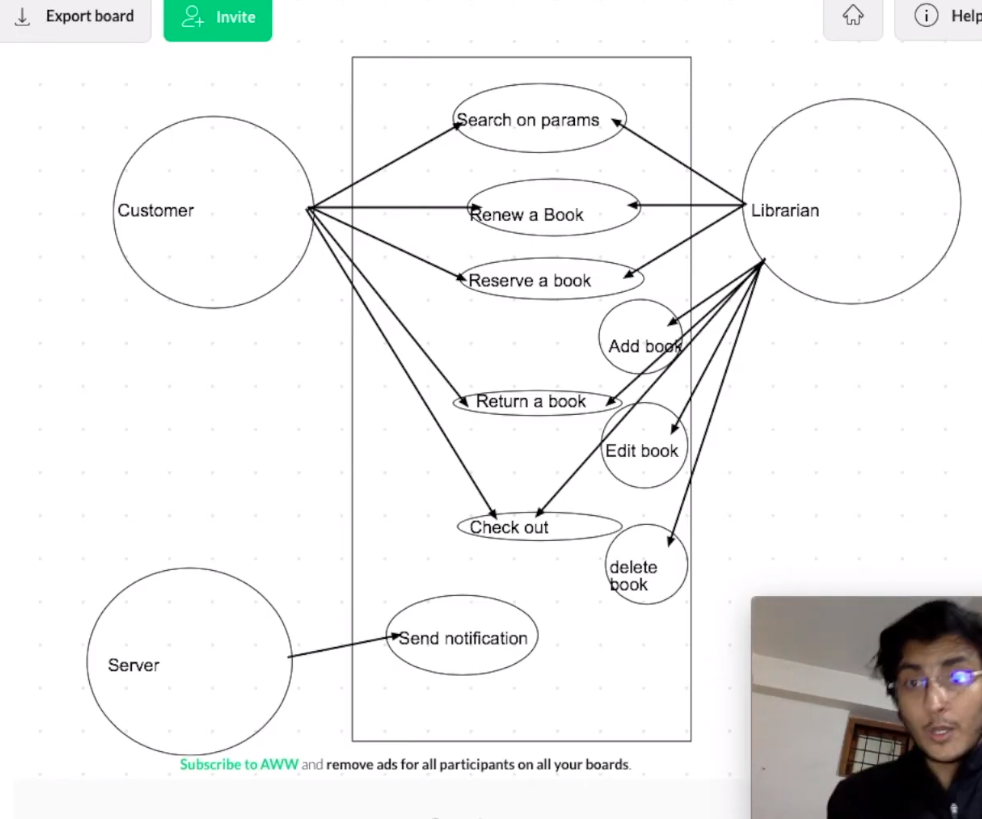 Export board
Invite
Help
Search on params
Customer
Renew a Book
Librarian
Reserve a book
Add book
Return a book
Edit book
Check out
delete
book
Send notification
Server
Subscribe to AWW and remove ads for all participants on all your boards.